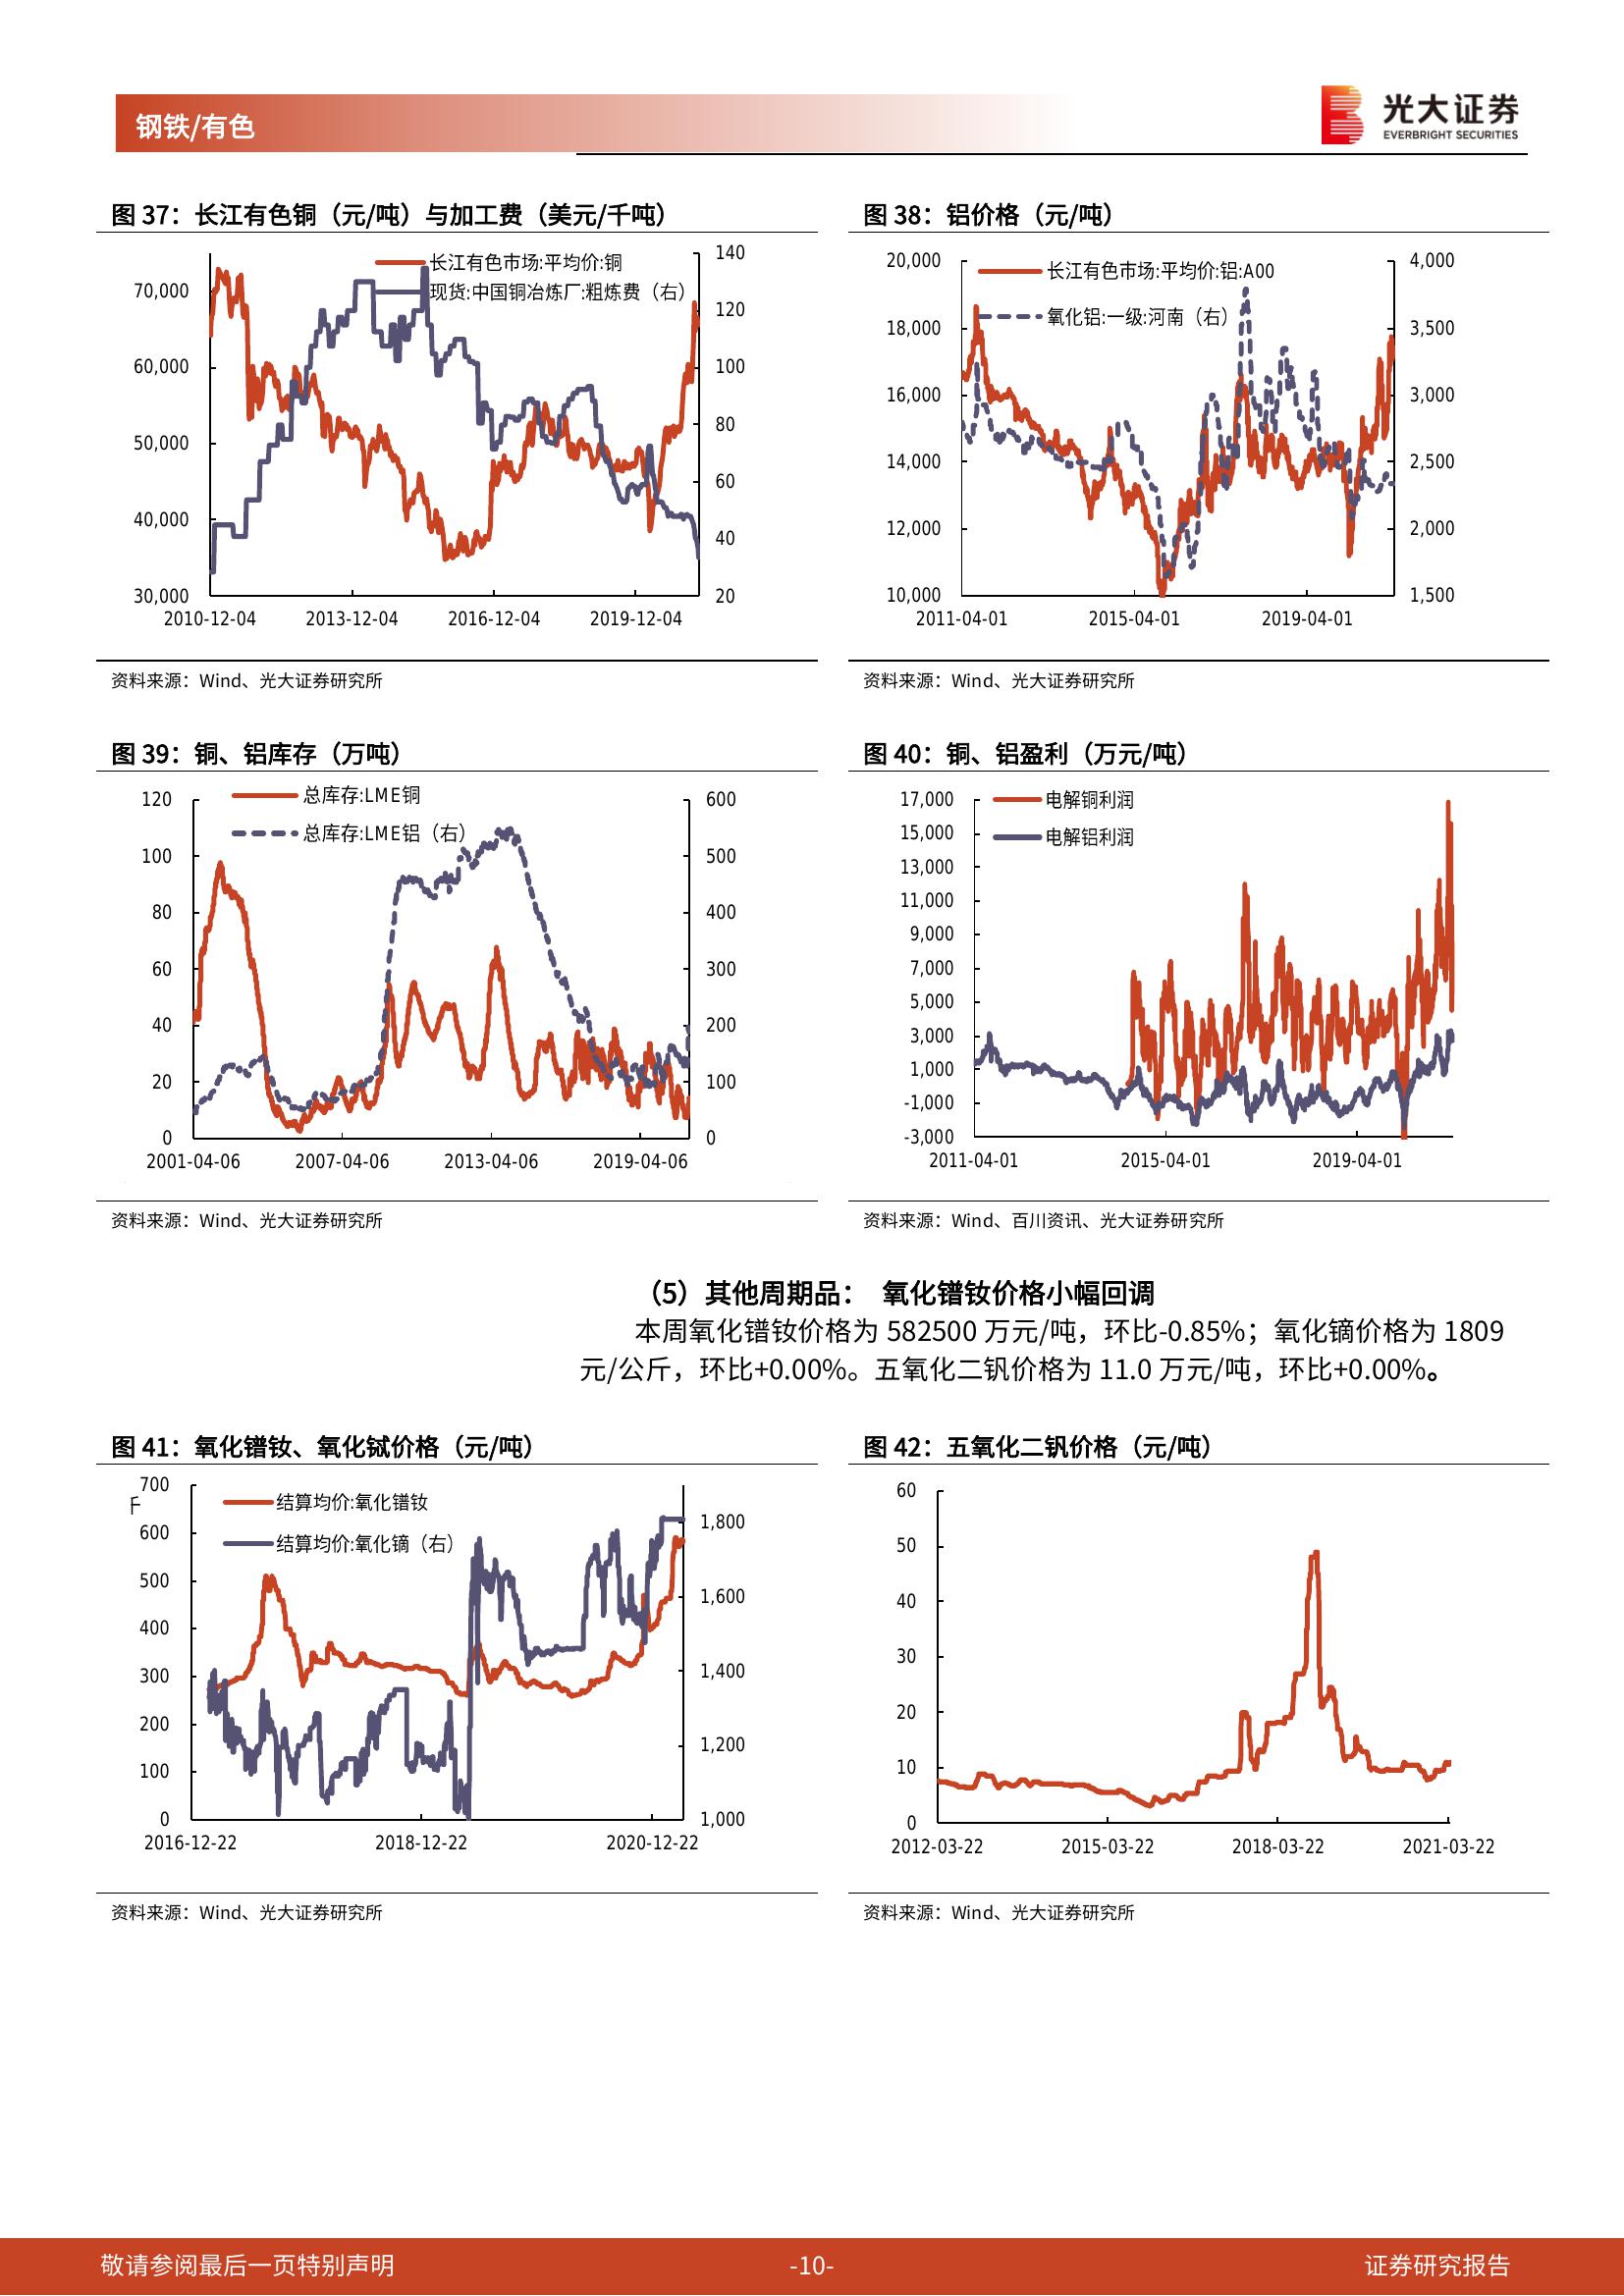 钢铁/有色
光大证券
EVERBRIGHT SECURITIES
图 37：长江有色铜（元/吨）与加工费（美元/千吨）
长江有色市场:平均价:铜
现货:中国铜冶炼厂:粗炼费（右）
70,000
60,000
50,000
40,000
30,000
140
120
100
80
60
40
20
2010-12-04 2013-12-04 2016-12-04 2019-12-04
资料来源：Wind、光大证券研究所
图 38：铝价格（元/吨）
长江有色市场:平均价:铝:A00
氧化铝:一级:河南（右）
20,000
18,000
16,000
14,000
12,000
10,000
4,000
3,500
3,000
2,500
2,000
1,500
2011-04-01 2015-04-01 2019-04-01
资料来源：Wind、光大证券研究所
图 39：铜、铝库存（万吨）
总库存:LME铜
总库存:LME铝（右）
120
100
80
60
40
20
0
600
500
400
300
200
100
0
2001-04-06 2007-04-06 2013-04-06 2019-04-06
资料来源：Wind、光大证券研究所
图 40：铜、铝盈利（万元/吨）
电解铜利润
电解铝利润
17,000
15,000
13,000
11,000
9,000
7,000
5,000
3,000
1,000
-1,000
-3,000
2011-04-01 2015-04-01 2019-04-01
资料来源：Wind、百川资讯、光大证券研究所
（5）其他周期品： 氧化镨钕价格小幅回调
本周氧化镨钕价格为 582500 万元/吨，环比-0.85%；氧化镝价格为 1809
元/公斤，环比+0.00%。五氧化二钒价格为 11.0 万元/吨，环比+0.00%。
图 41：氧化镨钕、氧化铽价格（元/吨）
结算均价:氧化镨钕
结算均价:氧化镝（右）
700
600
500
400
300
200
100
0
1,800
1,600
1,400
1,200
1,000
2016-12-22 2018-12-22 2020-12-22
资料来源：Wind、光大证券研究所
图 42：五氧化二钒价格（元/吨）
60
50
40
30
20
10
0
2012-03-22 2015-03-22 2018-03-22 2021-03-22
资料来源：Wind、光大证券研究所
敬请参阅最后一页特别声明
-10-
证券研究报告